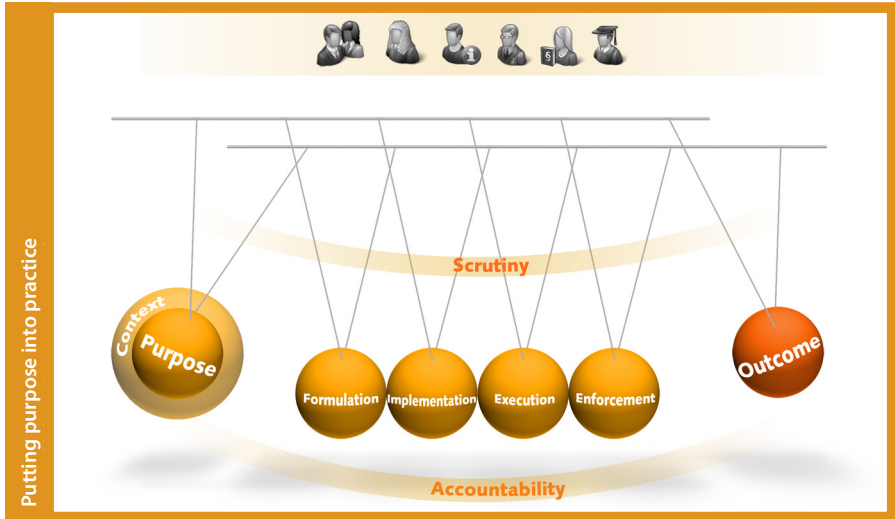 Putting purpose into practice
Scrutiny
Context
Purpose
Formulation
Implementation
Execution
Enforcement
Outcome
Accountability
i
§